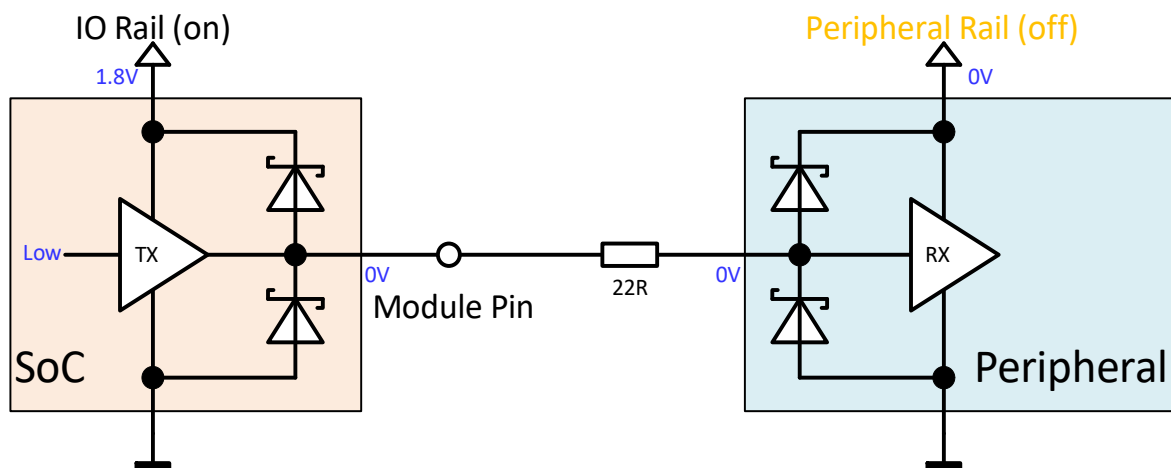 IO Rail (on)
Peripheral Rail (off)
1.8V
0V
Low
TX
RX
0V
0V
22R
Module Pin
SoC
Peripheral